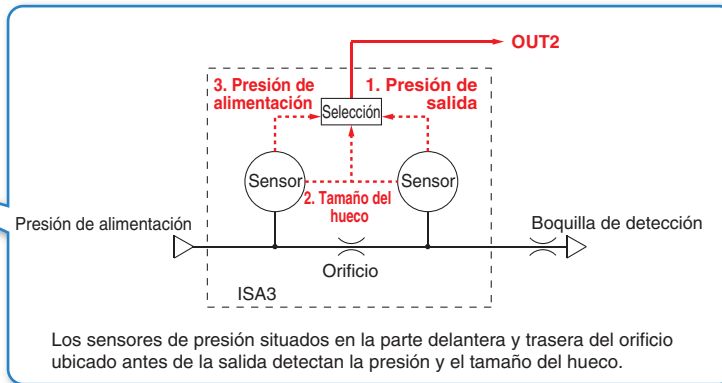 OUT2
3. Presión de
alimentación
1. Presión de
salida
Selección
Sensor
Sensor
2. Tamaño del
hueco
Presión de alimentación
Boquilla de detección
Orificio
ISA3
Los sensores de presión situados en la parte delantera y trasera del orificio
ubicado antes de la salida detectan la presión y el tamaño del hueco.